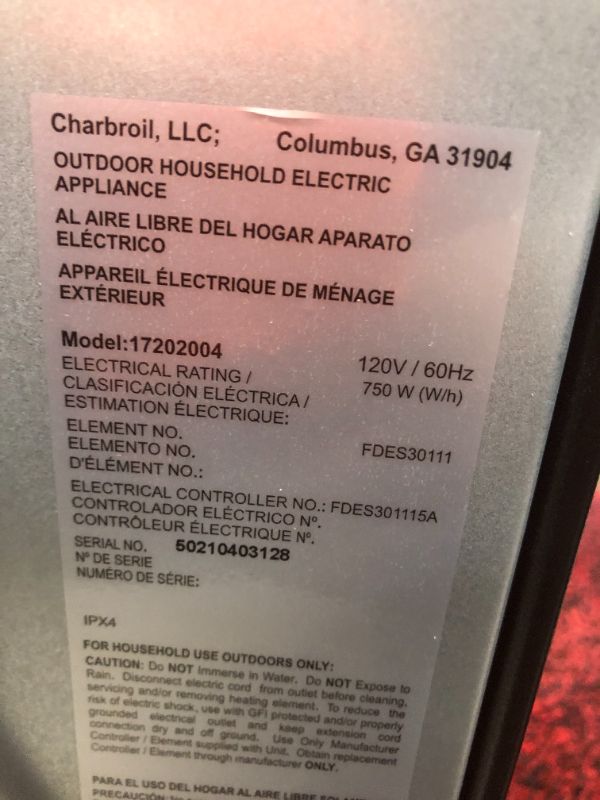 Charbroil, LLC; Columbus, GA 31904
OUTDOOR HOUSEHOLD ELECTRIC
APPLIANCE
AL AIRE LIBRE DEL HOGAR APARATO
ELÉCTRICO
APPAREIL ÉLECTRIQUE DE MÉNAGE
EXTÉRIEUR
Model:17202004
ELECTRICAL RATING / 120V / 60Hz
CLASIFICACIÓN ELÉCTRICA / 750 W (W/h)
ESTIMATION ÉLECTRIQUE:
ELEMENT NO.
ELEMENTO NO. FDES30111
D'ÉLÉMENT NO.:
ELECTRICAL CONTROLLER NO.: FDES301115A
CONTROLADOR ELÉCTRICO Nº.
CONTRÔLEUR ÉLECTRIQUE Nº.
SERIAL NO. 50210403128
Nº DE SERIE
NUMÉRO DE SÉRIE:
IPX4
FOR HOUSEHOLD USE OUTDOORS ONLY:
CAUTION: Do NOT Immerse in Water. Do NOT Expose to
Rain. Disconnect electric cord from outlet before cleaning,
servicing and/or removing heating element. To reduce the
risk of electric shock, use with GFI protected and/or properly
grounded electrical outlet and keep extension cord
connection dry and off ground. Use Only Manufacturer
Controller / Element supplied with Unit. Obtain replacement
Controller / Element through manufacturer ONLY.
PARA EL USO DEL HOGAR AL AIRE LIBRE